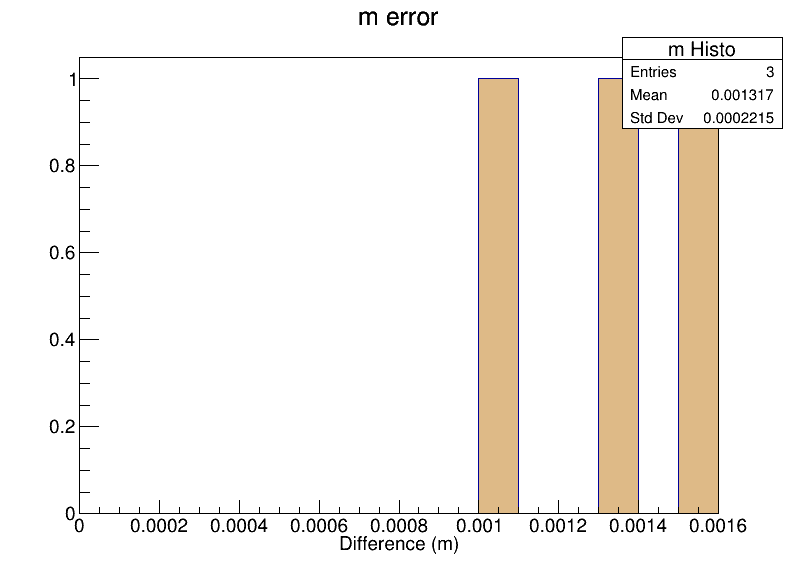 m error
m Histo
Entries 3
Mean 0.001317
Std Dev 0.0002215
1
0.8
0.6
0.4
0.2
0
0 0.0002 0.0004 0.0006 0.0008 0.001 0.0012 0.0014 0.0016
Difference (m)